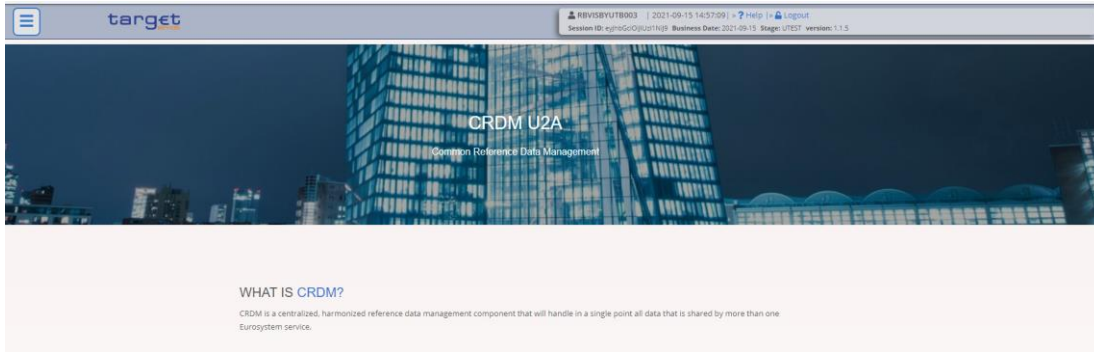 target
RBVISBYUTB003 | 2021-09-15 14:57:09| » ? Help |» Logout
Business Date: 2021-09-15 Stage: UTEST version: 1.1.5
CRDM U2A
Common Reference Data Management
WHAT IS CRDM?
CRDM is a centralized, harmonized reference data management component that will handle in a single point all data that is shared by more than one
Eurosystem service.